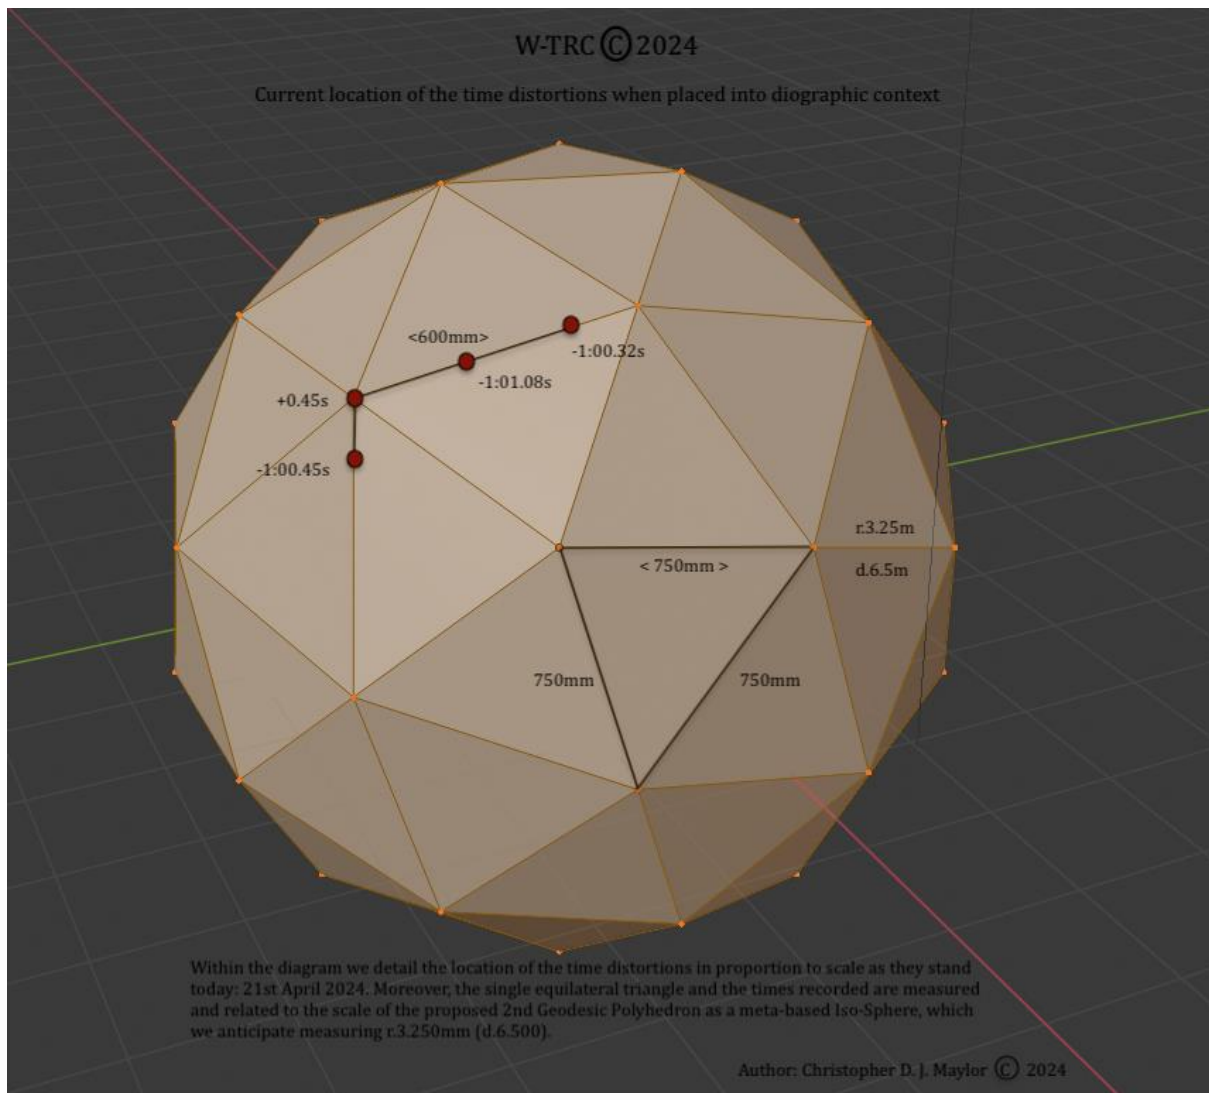 W-TRC © 2024
Current location of the time distortions when placed into diographic context
<600mm>
-1:00.32s
-1:01.08s
+0.45s
-1:00.45s
r.3.25m
< 750mm >
d.6.5m
750mm
750mm
Within the diagram we detail the location of the time distortions in proportion to scale as they stand
today: 21st April 2024. Moreover, the single equilateral triangle and the times recorded are measured
and related to the scale of the proposed 2nd Geodesic Polyhedron as a meta-based Iso-Sphere, which
we anticipate measuring r.3.250mm (d.6.500).
Author: Christopher D. J. Maylor © 2024